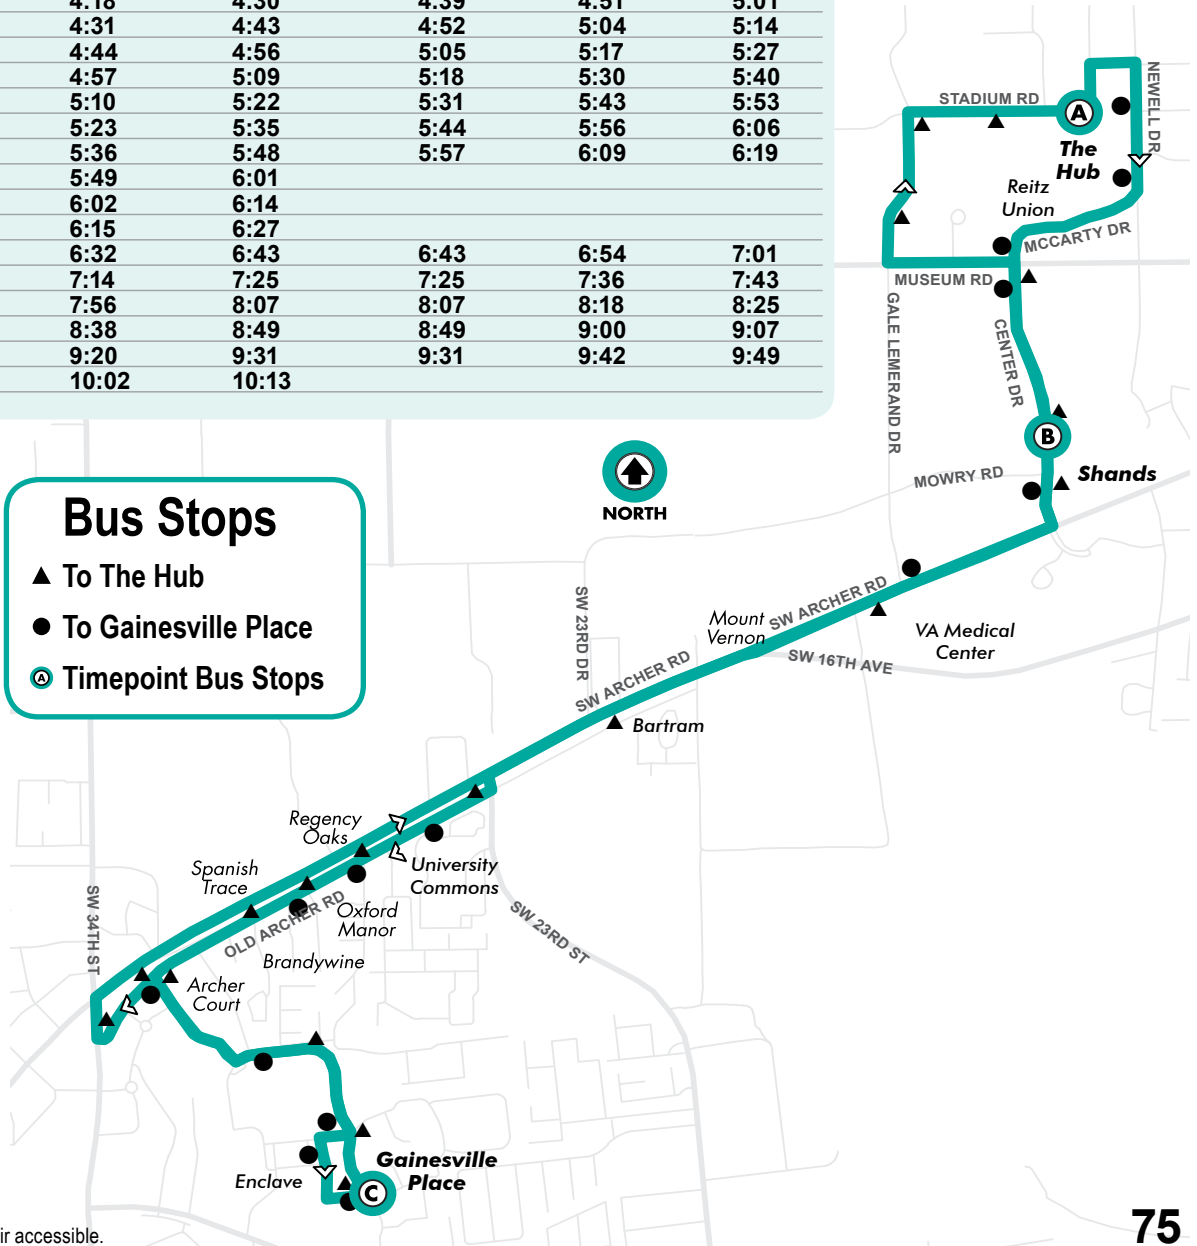 4:18 4:30 4:39 4:51 5:01
4:31 4:43 4:52 5:04 5:14
4:44 4:56 5:05 5:17 5:27
4:57 5:09 5:18 5:30 5:40
5:10 5:22 5:31 5:43 5:53
5:23 5:35 5:44 5:56 6:06
5:36 5:48 5:57 6:09 6:19
5:49 6:01
6:02 6:14
6:15 6:27
6:32 6:43 6:43 6:54 7:01
7:14 7:25 7:25 7:36 7:43
7:56 8:07 8:07 8:18 8:25
8:38 8:49 8:49 9:00 9:07
9:20 9:31 9:31 9:42 9:49
10:02 10:13
NEWELL DR
STADIUM RD
A
The
Hub
Reitz
Union
MCCARTY DR
MUSEUM RD
GALE LEMERAND DR
CENTER DR
B
MOWRY RD
Shands
NORTH
Bus Stops
To The Hub
To Gainesville Place
A Timepoint Bus Stops
SW 23RD DR
Mount
Vernon
SW ARCHER RD
VA Medical
Center
SW 16TH AVE
SW ARCHER RD
Bartram
Regency
Oaks
University
Commons
Spanish
Trace
OLD ARCHER RD
Oxford
Manor
SW 34TH ST
SW 23RD ST
Brandywine
Archer
Court
Gainesville
Place
Enclave
C
ir accessible.
75